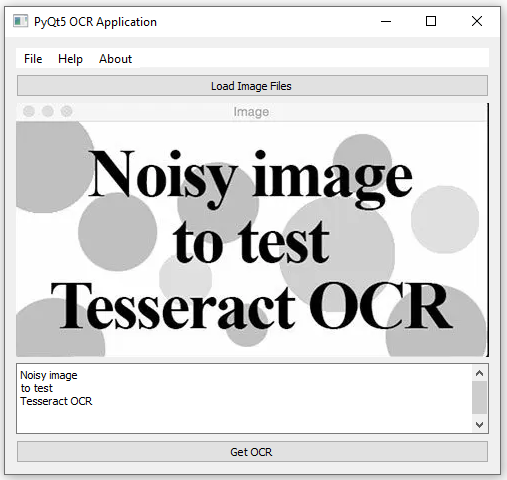 PyQt5 OCR Application
File Help About
Load Image Files
Image
Noisy image
to test
Tesseract OCR
Noisy image
to test
Tesseract OCR
Get OCR